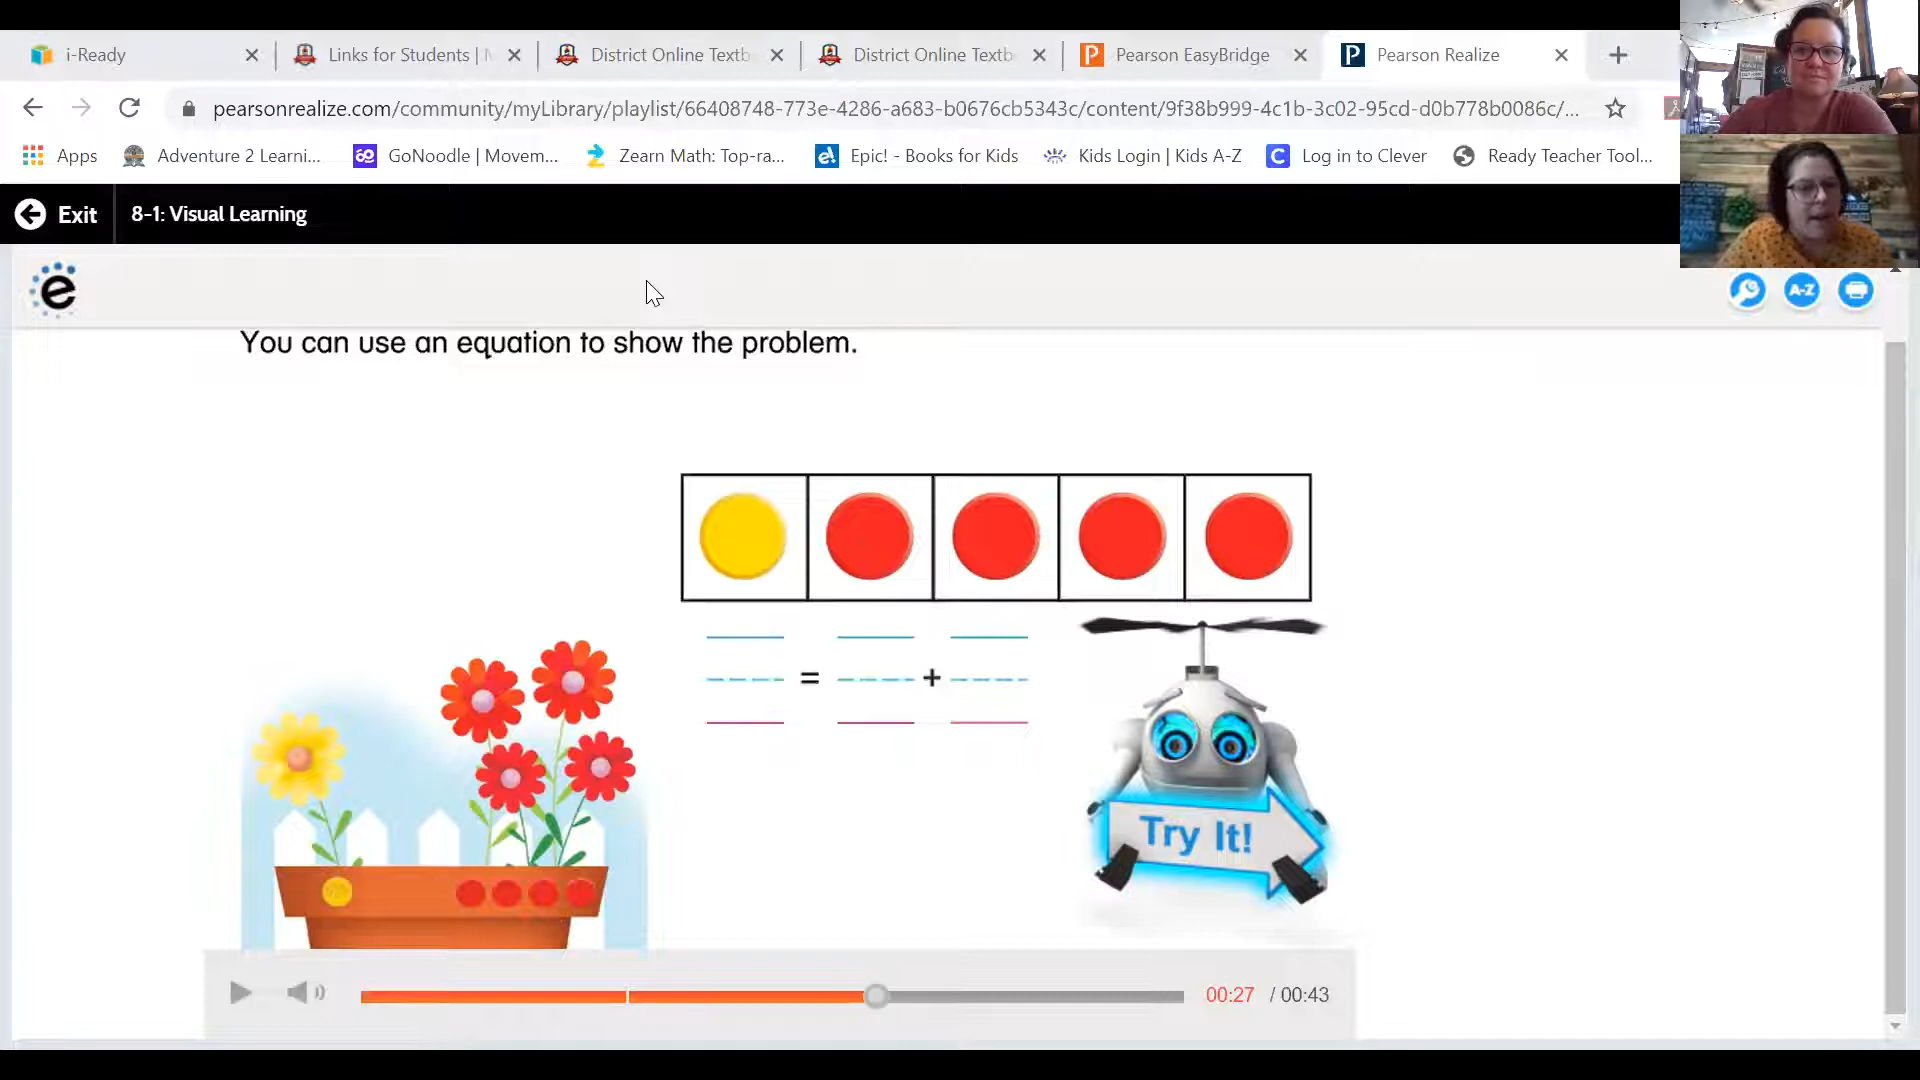 i-Ready
Links for Students |
District Online Textb
District Online Textb
Pearson EasyBridge
Pearson Realize
pearsonrealize.com/community/myLibrary/playlist/66408748-773e-4286-a683-b0676cb5343c/content/9f38b999-4c1b-3c02-95cd-d0b778b0086c/...
Apps
Adventure 2 Learni...
GoNoodle | Movem...
Zearn Math: Top-ra...
Epic! - Books for Kids
Kids Login | Kids A-Z
Log in to Clever
Ready Teacher Tool...
Exit
8-1: Visual Learning
e
A-Z
You can use an equation to show the problem.
= +
Try It!
00:27 / 00:43